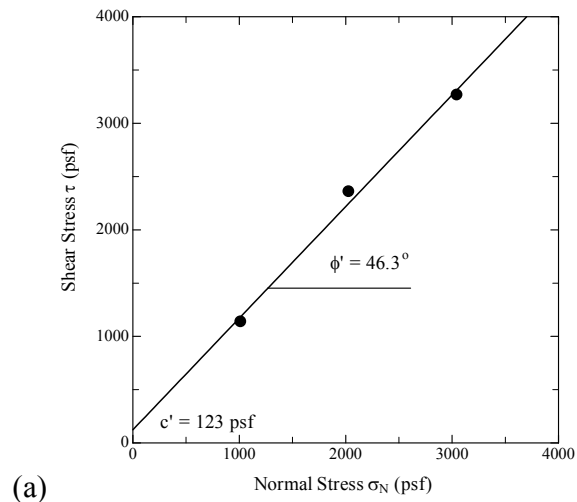 4000
3000
2000
1000
0
Shear Stress τ (psf)
ϕ' = 46.3°
c' = 123 psf
0 1000 2000 3000 4000
Normal Stress σN (psf)
(a)